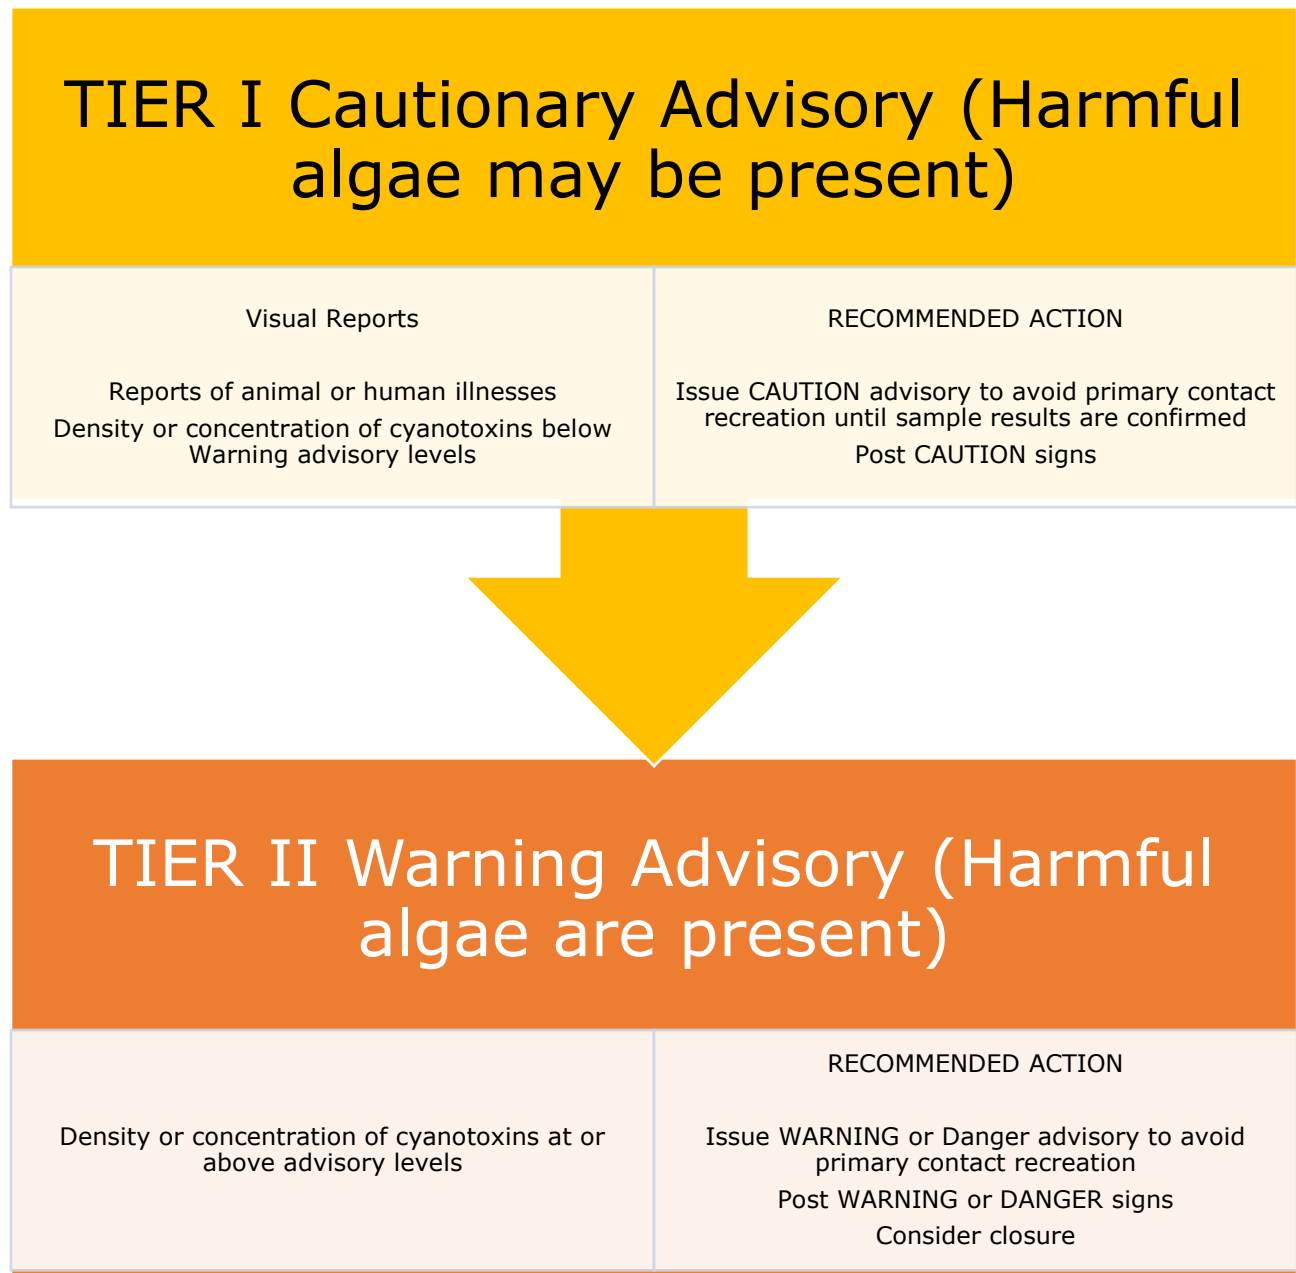 TIER I Cautionary Advisory (Harmful
algae may be present)
Visual Reports
Reports of animal or human illnesses
Density or concentration of cyanotoxins below
Warning advisory levels
RECOMMENDED ACTION
Issue CAUTION advisory to avoid primary contact
recreation until sample results are confirmed
Post CAUTION signs
TIER II Warning Advisory (Harmful
algae are present)
Density or concentration of cyanotoxins at or
above advisory levels
RECOMMENDED ACTION
Issue WARNING or Danger advisory to avoid
primary contact recreation
Post WARNING or DANGER signs
Consider closure